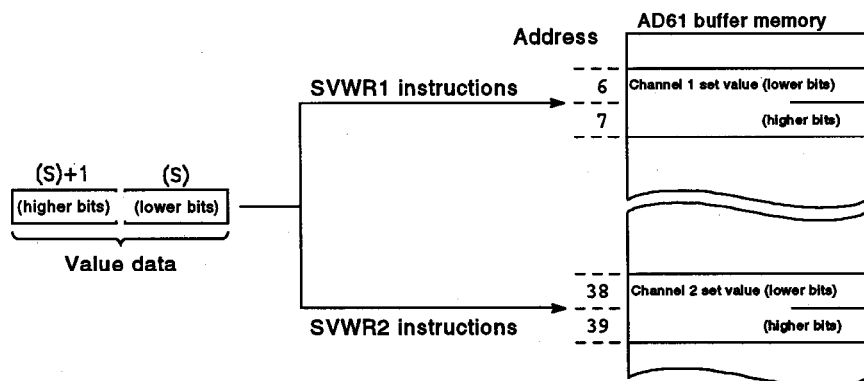 AD61 buffer memory
Address
SVWR1 instructions
6 Channel 1 set value (lower bits)
7 (higher bits)
(S)+1 (S)
(higher bits) (lower bits)
Value data
38 Channel 2 set value (lower bits)
SVWR2 instructions
39 (higher bits)